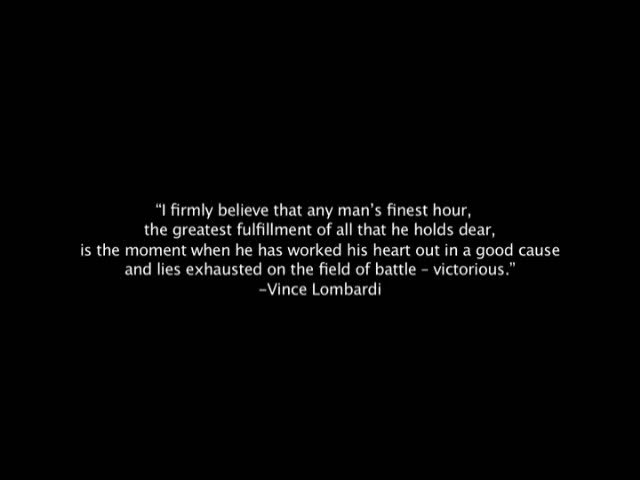 “I firmly believe that any man’s finest hour,
the greatest fulfillment of all that he holds dear,
is the moment when he has worked his heart out in a good cause
and lies exhausted on the field of battle – victorious.”
–Vince Lombardi